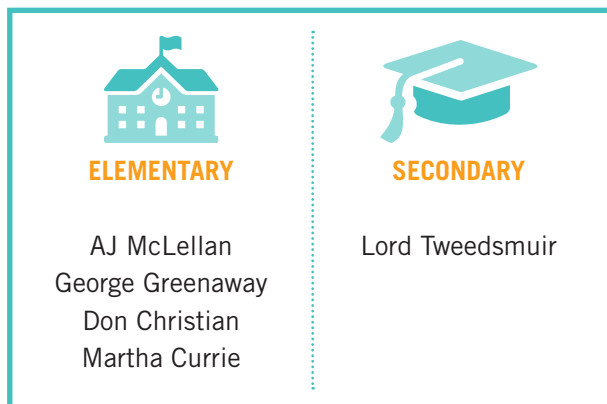 ELEMENTARY
AJ McLellan
George Greenaway
Don Christian
Martha Currie
SECONDARY
Lord Tweedsmuir